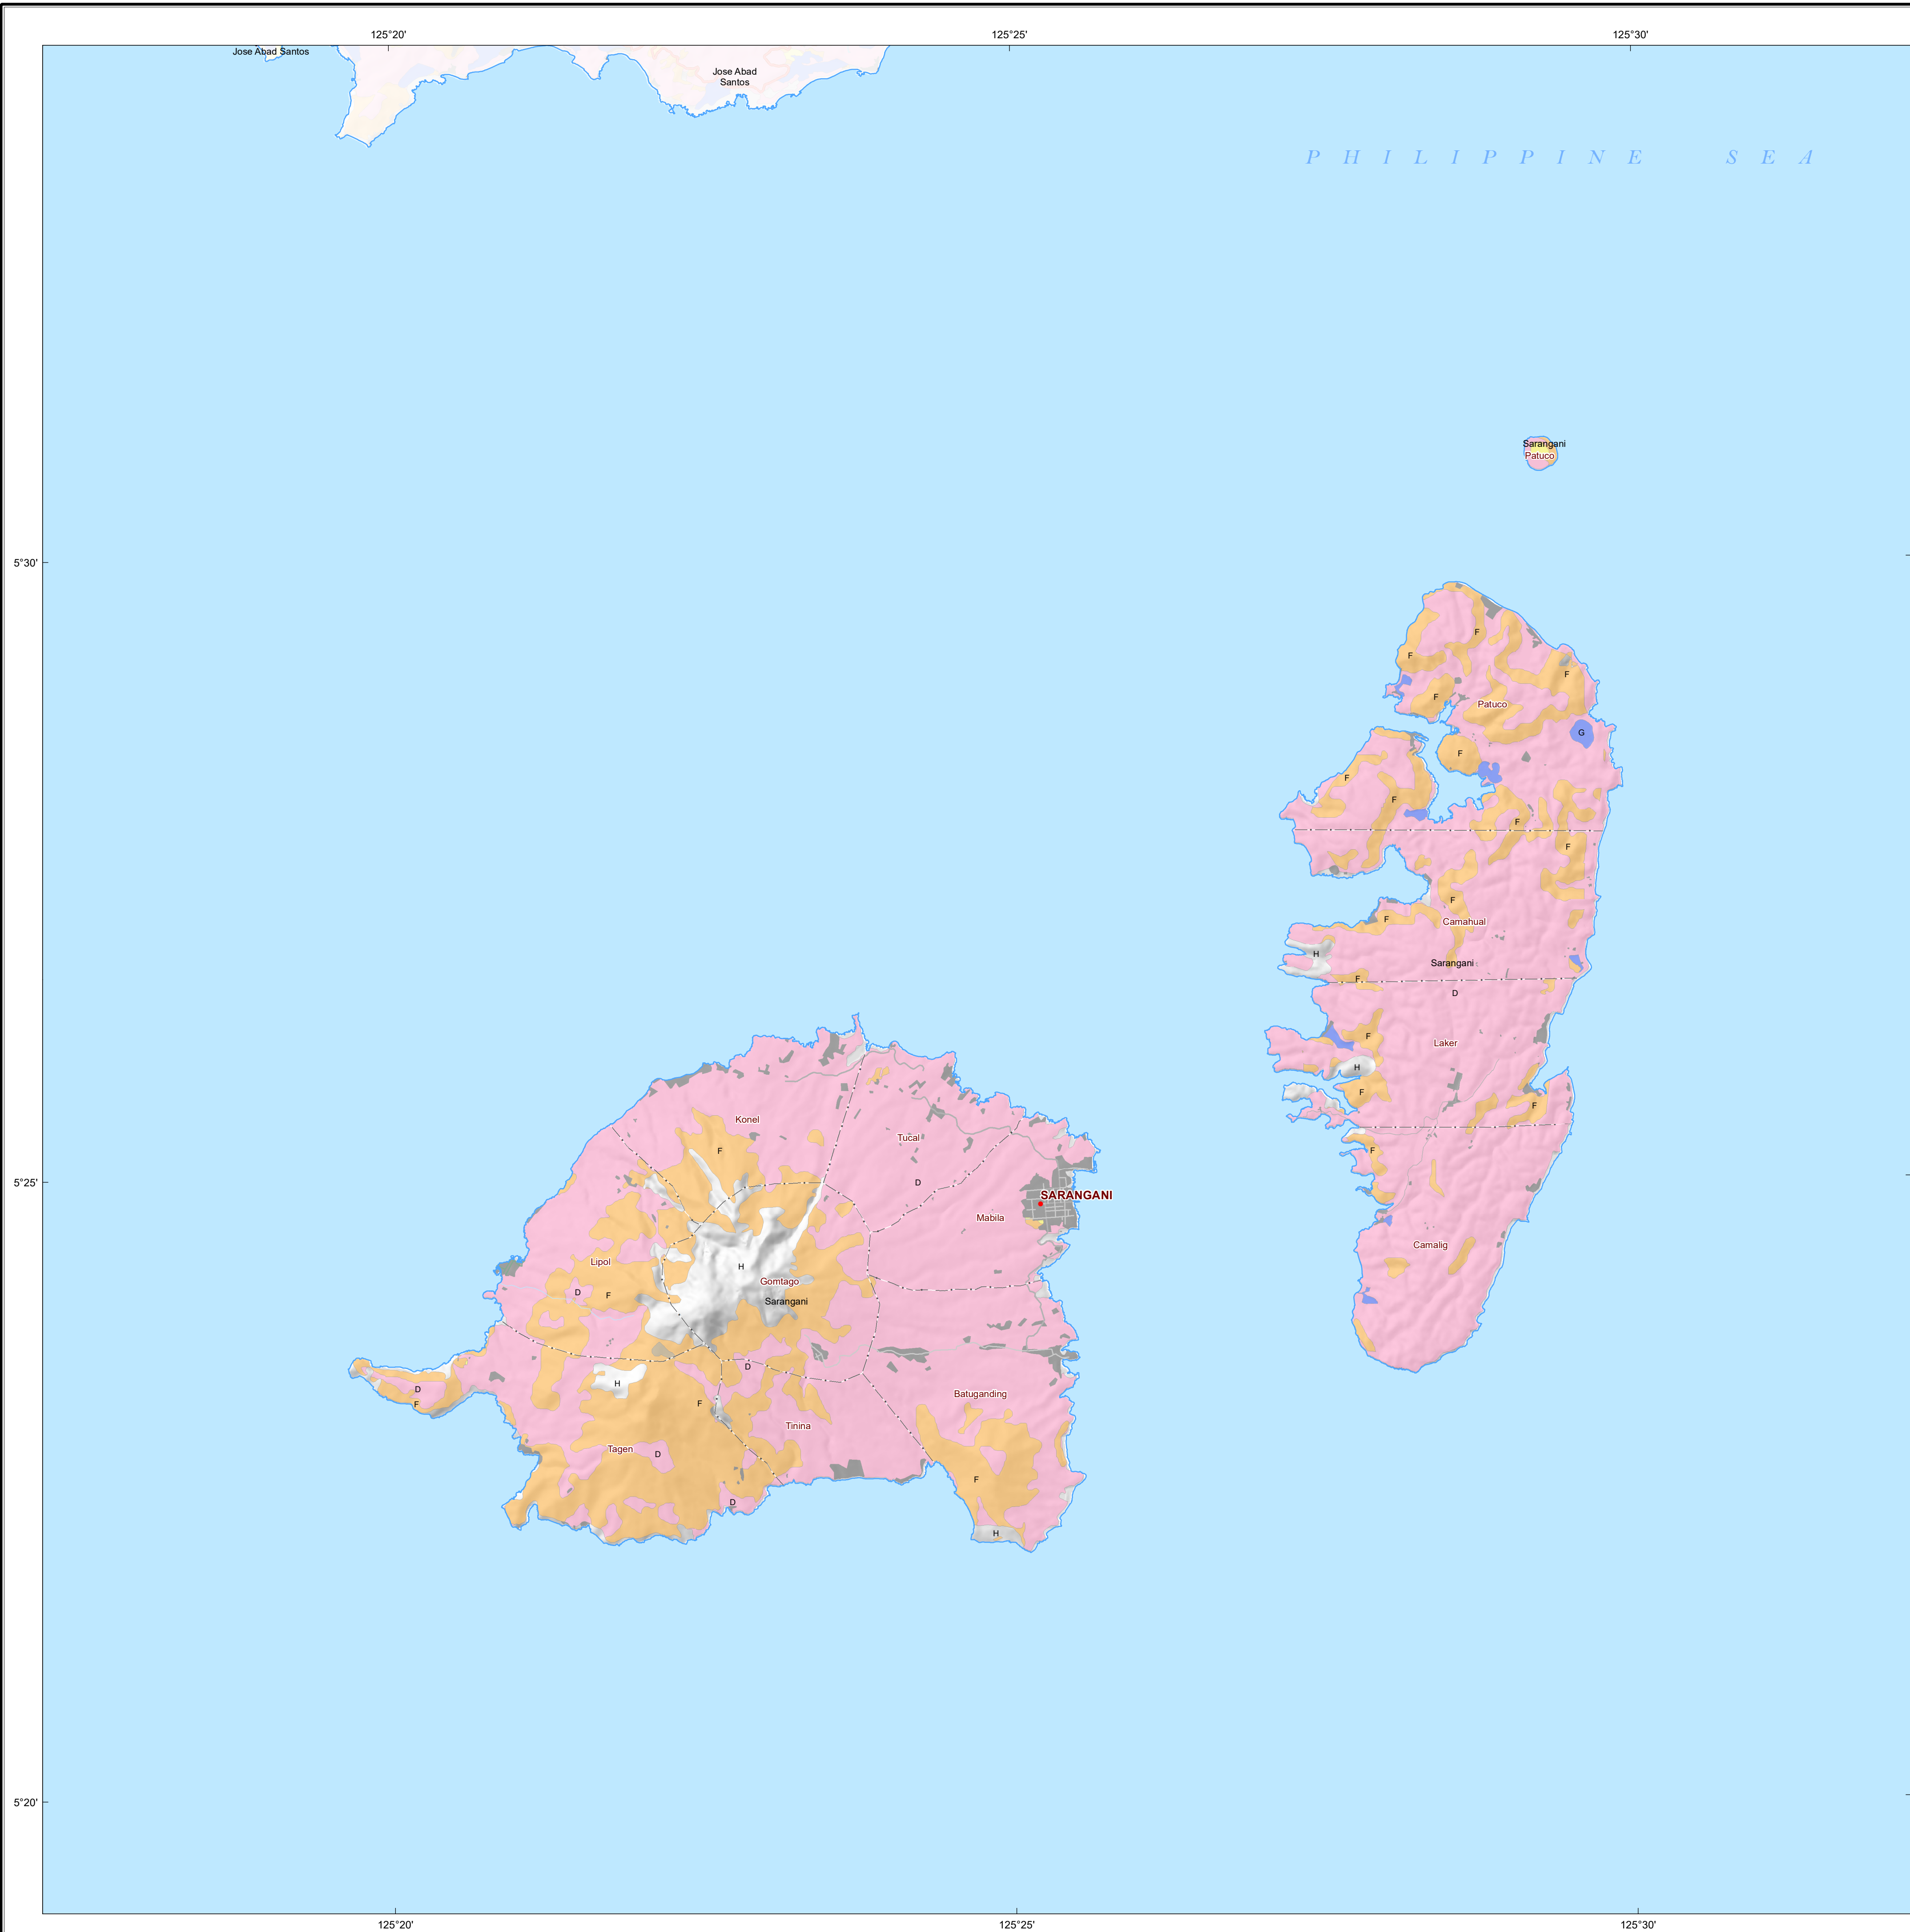 125°20'
125°25'
125°30'
Jose Abad Santos
Jose Abad
Santos
PHILIPPINE SEA
Sarangani
Patuco
5°30'
F
F
F
F
Patuco
G
F
F
F
F
F
F
F
Camahual
H
Sarangani
F
D
F
Laker
H
F
F
Konel
Tucal
F
F
D
5°25'
SARANGANI
Mabila
Camalig
Lipol
H
Gomtago
D
F
Sarangani
D
H
D
F
F
Batuganding
Tinina
Tagen
D
F
D
H
5°20'
125°20'
125°25'
125°30'